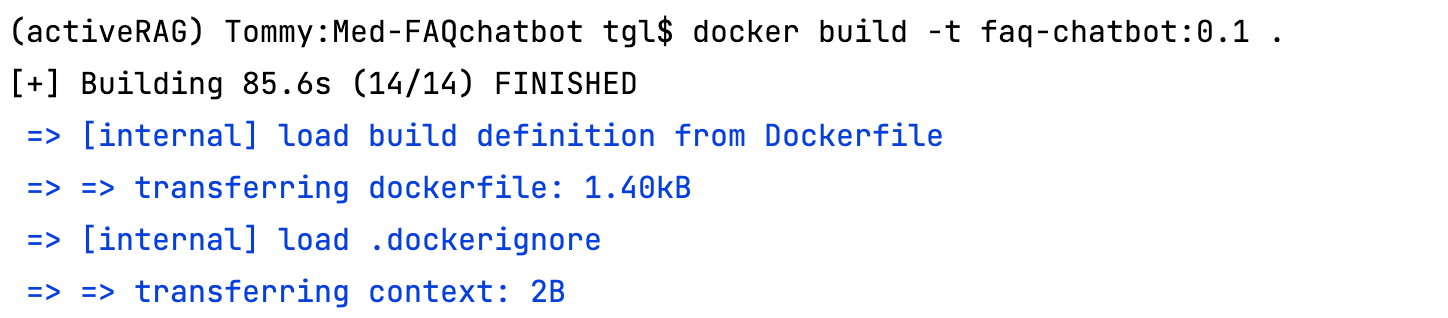 (activeRAG) Tommy:Med-FAQchatbot tgl$ docker build -t faq-chatbot:0.1 .
[+] Building 85.6s (14/14) FINISHED
=> [internal] load build definition from Dockerfile
=> => transferring dockerfile: 1.40kB
=> [internal] load .dockerignore
=> => transferring context: 2B